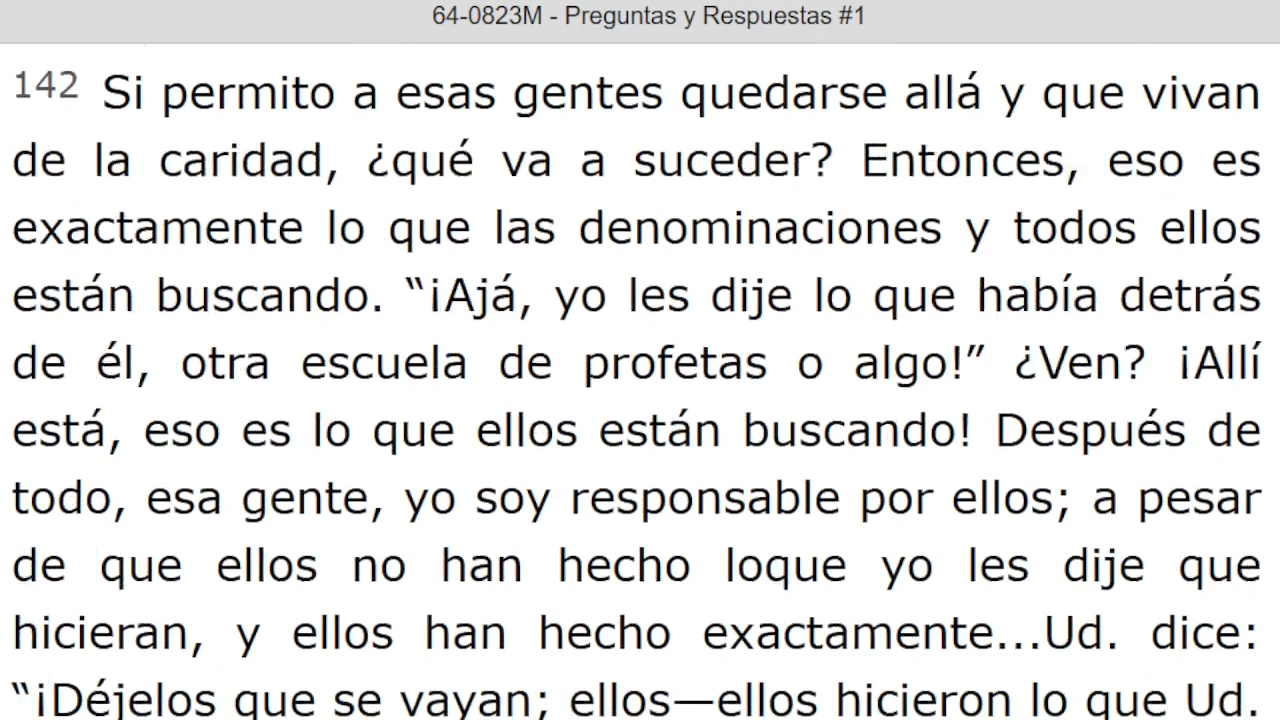 64-0823M - Preguntas y Respuestas #1
142 Si permito a esas gentes quedarse allá y que vivan
de la caridad, ¿qué va a suceder? Entonces, eso es
exactamente lo que las denominaciones y todos ellos
están buscando. “¡Ajá, yo les dije lo que había detrás
de él, otra escuela de profetas o algo!” ¿Ven? ¡Allí
está, eso es lo que ellos están buscando! Después de
todo, esa gente, yo soy responsable por ellos; a pesar
de que ellos no han hecho loque yo les dije que
hicieran, y ellos han hecho exactamente...Ud. dice:
“¡Déjelos que se vayan; ellos—ellos hicieron lo que Ud.